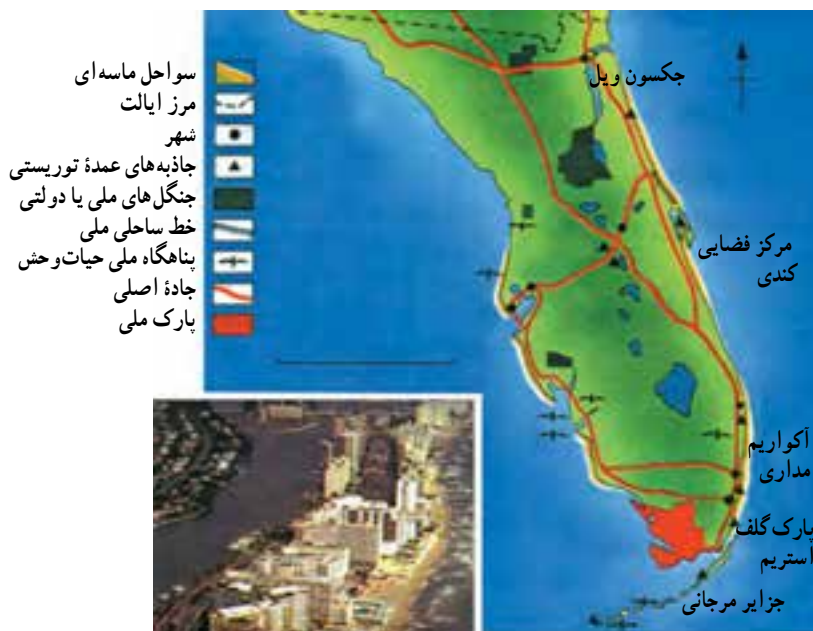 سواحل ماسه‌ای
مرز ایالت
شهر
جاذبه‌های عمدهٔ توریستی
جنگل‌های ملی یا دولتی
خط ساحلی ملی
پناهگاه ملی حیات‌وحش
جادهٔ اصلی
پارک ملی
جکسون ویل
مرکز فضایی
کندی
آکواریم
مداری
پارک گلف
استریم
جزایر مرجانی